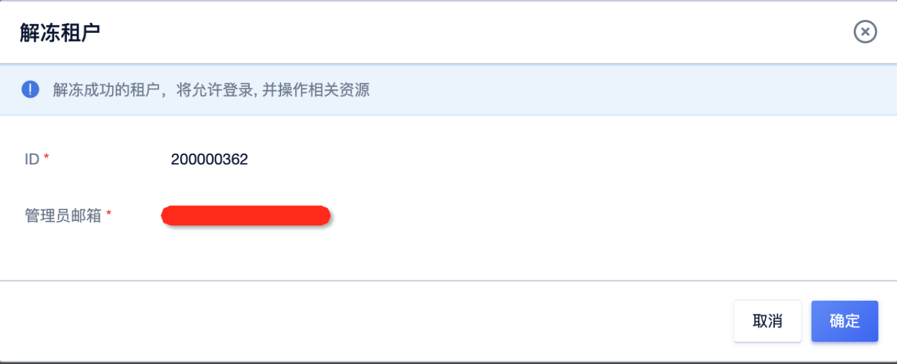 解冻租户
解冻成功的租户，将允许登录, 并操作相关资源
ID * 200000362
管理员邮箱 *
取消 确定